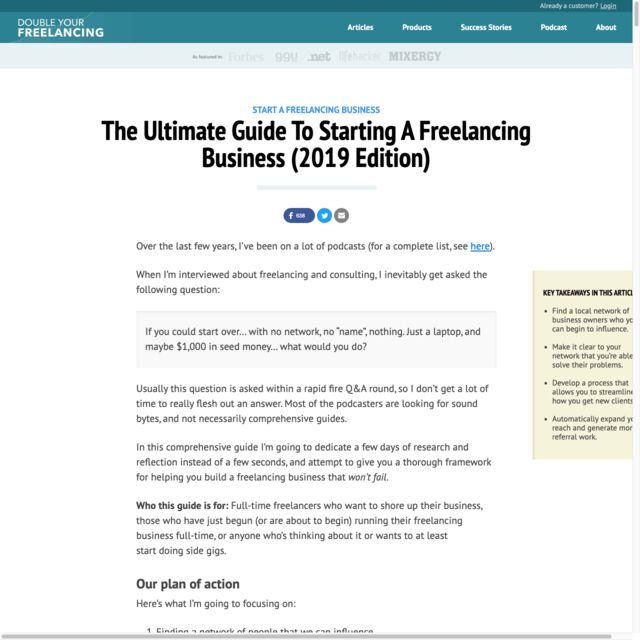 Already a customer? Login
DOUBLE YOUR
FREELANCING
Articles Products Success Stories Podcast About
As featured in: Forbes 99U .net lifehacker MIXERGY
START A FREELANCING BUSINESS
The Ultimate Guide To Starting A Freelancing
Business (2019 Edition)
638
Over the last few years, I've been on a lot of podcasts (for a complete list, see here).
When I'm interviewed about freelancing and consulting, I inevitably get asked the
following question:
If you could start over... with no network, no "name", nothing. Just a laptop, and
maybe $1,000 in seed money... what would you do?
Usually this question is asked within a rapid fire Q&A round, so I don't get a lot of
time to really flesh out an answer. Most of the podcasters are looking for sound
bytes, and not necessarily comprehensive guides.
In this comprehensive guide I'm going to dedicate a few days of research and
reflection instead of a few seconds, and attempt to give you a thorough framework
for helping you build a freelancing business that won't fail.
Who this guide is for: Full-time freelancers who want to shore up their business,
those who have just begun (or are about to begin) running their freelancing
business full-time, or anyone who's thinking about it or wants to at least
start doing side gigs.
Our plan of action
Here's what I'm going to focusing on:
1. Finding a network of people that we can influence
KEY TAKEAWAYS IN THIS ARTICL
• Find a local network of
business owners who yo
can begin to influence.
• Make it clear to your
network that you're able
solve their problems.
• Develop a process that
allows you to streamline
how you get new clients
• Automatically expand yo
reach and generate mor
referral work.